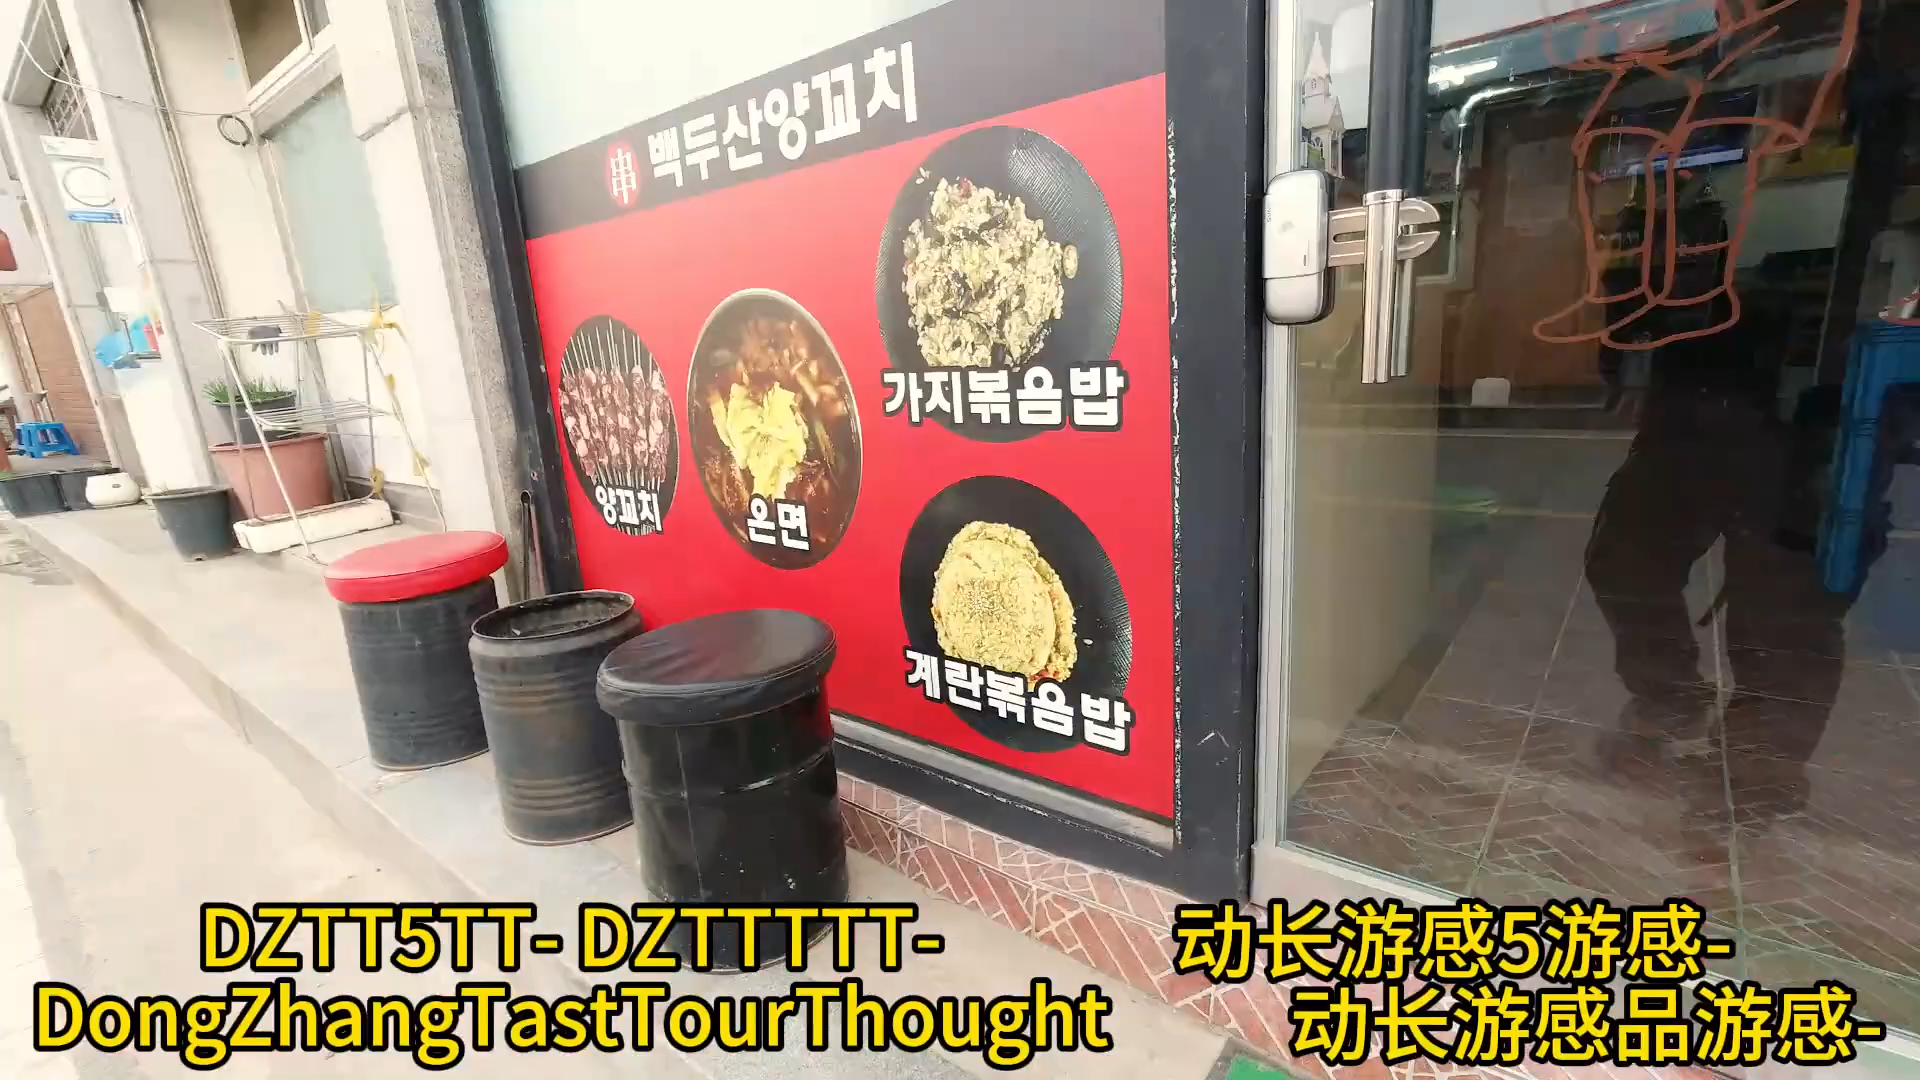 串 백두산양꼬치
가지볶음밥
양꼬치
온면
계란볶음밥
DZTT5TT- DZTTTTT-
DongZhangTastTourThought
动长游感5游感-
动长游感品游感-